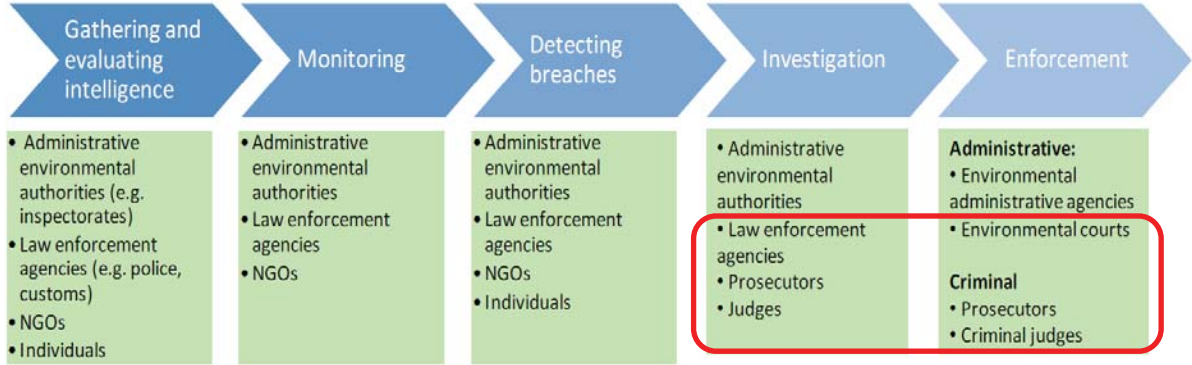 Gathering and
evaluating
intelligence
Monitoring
Detecting
breaches
Investigation
Enforcement
• Administrative
environmental
authorities (e.g.
inspectorates)
• Law enforcement
agencies (e.g. police,
customs)
• NGOs
• Individuals
• Administrative
environmental
authorities
• Law enforcement
agencies
• NGOs
• Administrative
environmental
authorities
• Law enforcement
agencies
• NGOs
• Individuals
• Administrative
environmental
authorities
• Law enforcement
agencies
• Prosecutors
• Judges
Administrative:
• Environmental
administrative agencies
• Environmental courts
Criminal
• Prosecutors
• Criminal judges